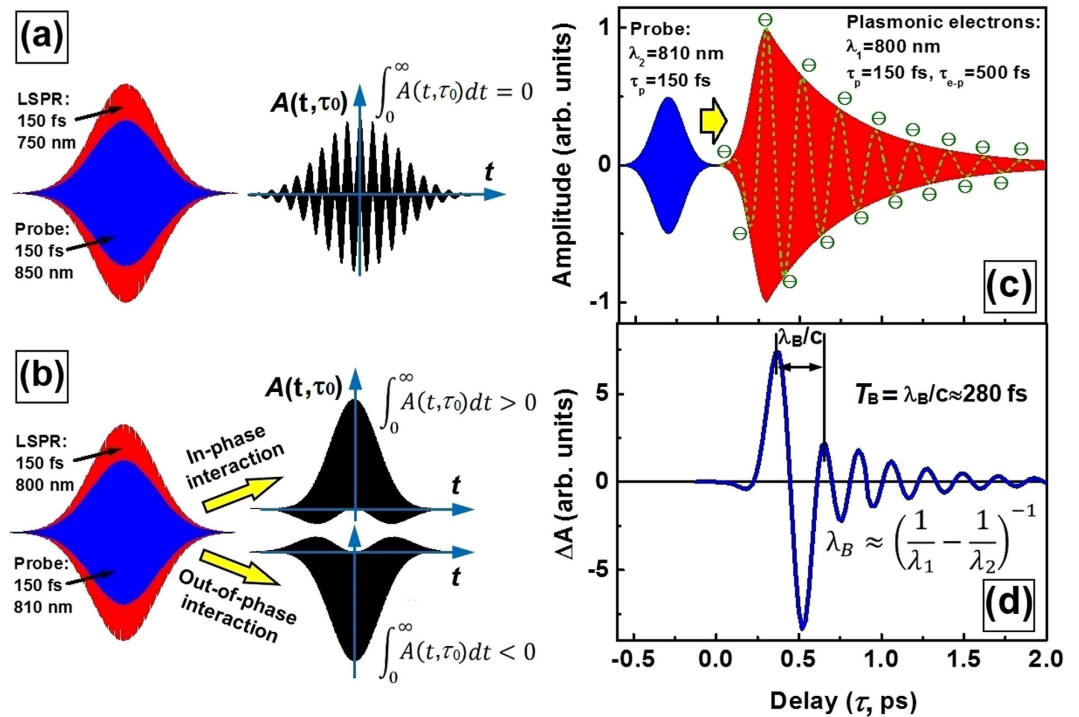 (a)
LSPR:
150 fs
750 nm
Probe:
150 fs
850 nm
A(t,τ₀)
∫₀^∞ A(t,τ₀)dt = 0
t
(b)
LSPR:
150 fs
800 nm
Probe:
150 fs
810 nm
In-phase
interaction
Out-of-phase
interaction
A(t,τ₀)
∫₀^∞ A(t,τ₀)dt > 0
t
t
∫₀^∞ A(t,τ₀)dt < 0
Probe:
λ₂=810 nm
τₚ=150 fs
Plasmonic electrons:
λ₁=800 nm
τₚ=150 fs, τₑ₋ₚ=500 fs
Amplitude (arb. units)
1
0
-1
(c)
λ_B/c
T_B = λ_B/c≈280 fs
ΔA (arb. units)
5
0
-5
λ_B ≈ (1/λ₁ − 1/λ₂)⁻¹
(d)
-0.5 0.0 0.5 1.0 1.5 2.0
Delay (τ, ps)